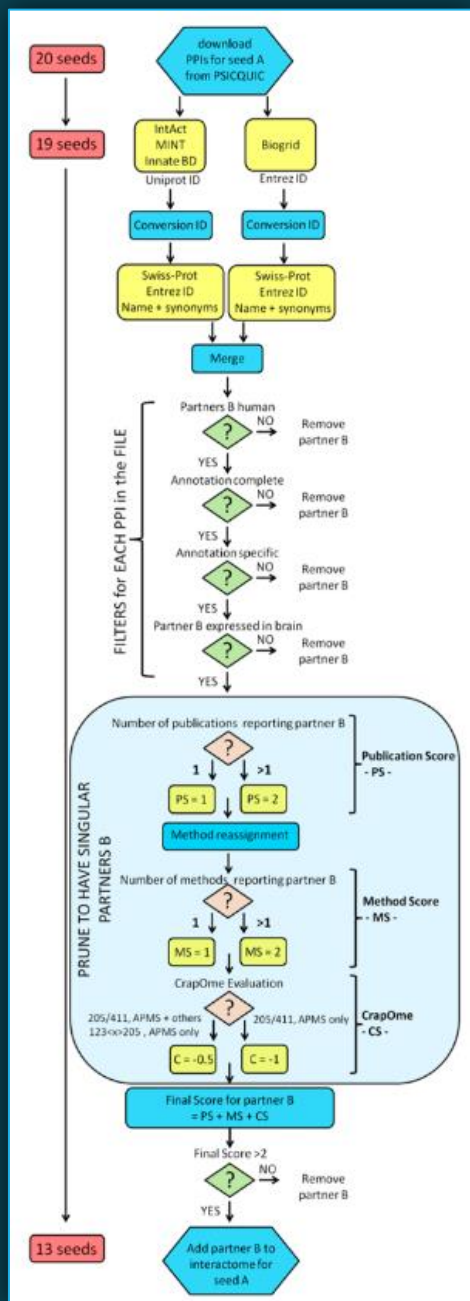 20 seeds
download
PPIs for seed A
from PSICQUIC
19 seeds
IntAct
MINT
Innate BD
Biogrid
Uniprot ID
Entrez ID
Conversion ID
Conversion ID
Swiss-Prot
Entrez ID
Name + synonyms
Swiss-Prot
Entrez ID
Name + synonyms
Merge
FILTERS for EACH PPI in the FILE
Partners B human
?
NO
Remove
partner B
YES
Annotation complete
?
NO
Remove
partner B
YES
Annotation specific
?
NO
Remove
partner B
YES
Partner B expressed in brain
?
NO
Remove
partner B
YES
PRUNE TO HAVE SINGULAR
PARTNERS B
Number of publications reporting partner B
?
1
>1
PS = 1
PS = 2
Publication Score
- PS -
Method reassignment
Number of methods reporting partner B
?
1
>1
MS = 1
MS = 2
Method Score
- MS -
CrapOme Evaluation
?
205/411, APMS + others
123<x>205 , APMS only
205/411, APMS only
C = -0.5
C = -1
CrapOme
- CS -
Final Score for partner B
= PS + MS + CS
Final Score >2
?
NO
Remove
partner B
YES
13 seeds
Add partner B to
interactome for
seed A